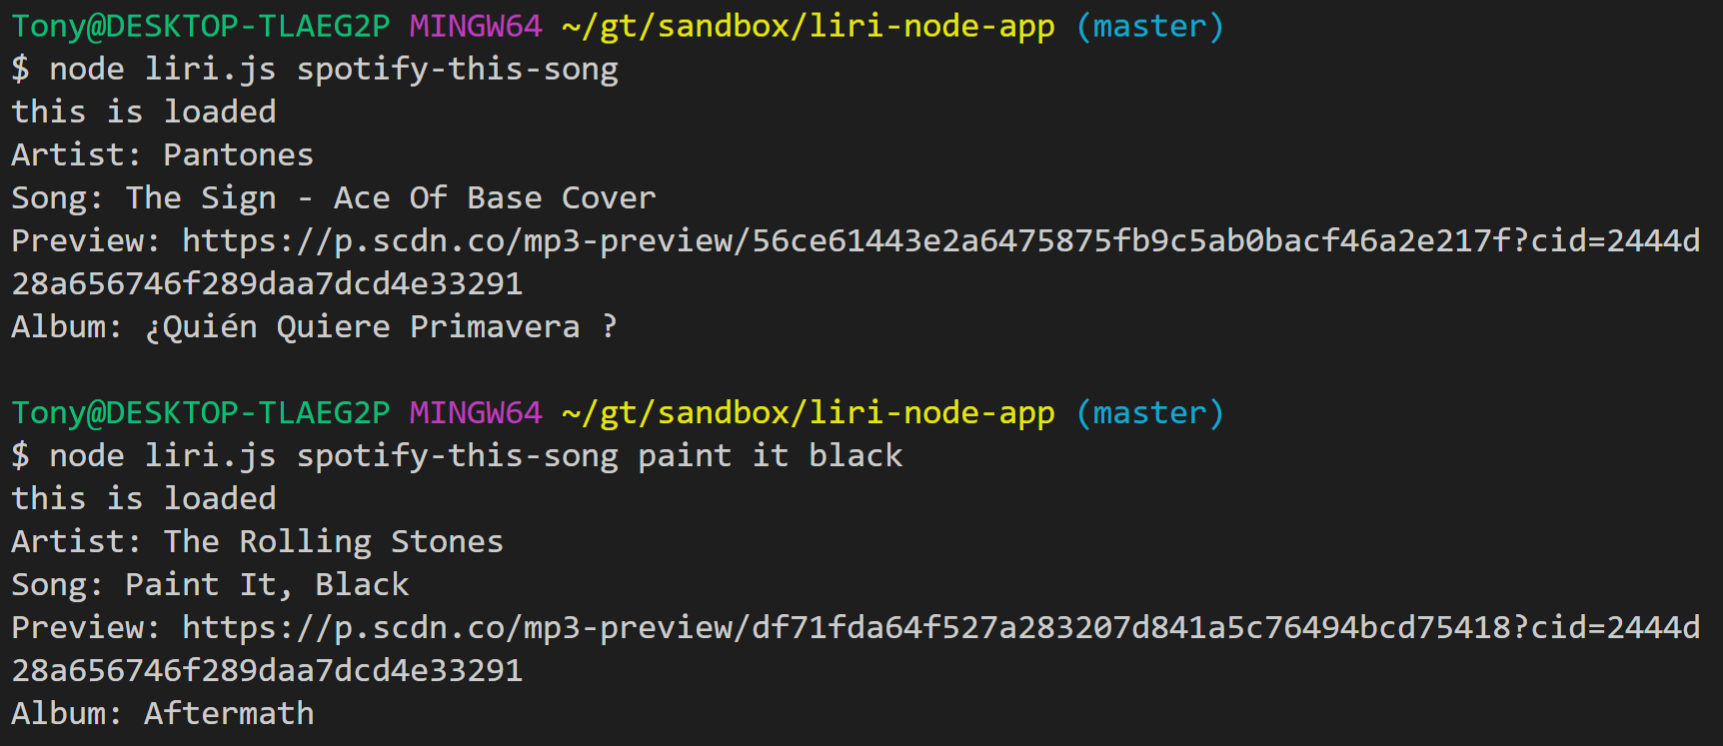 Tony@DESKTOP-TLAEG2P MINGW64 ~/gt/sandbox/liri-node-app (master)
$ node liri.js spotify-this-song
this is loaded
Artist: Pantones
Song: The Sign - Ace Of Base Cover
Preview: https://p.scdn.co/mp3-preview/56ce61443e2a6475875fb9c5ab0bacf46a2e217f?cid=2444d
28a656746f289daa7dcd4e33291
Album: ¿Quién Quiere Primavera ?

Tony@DESKTOP-TLAEG2P MINGW64 ~/gt/sandbox/liri-node-app (master)
$ node liri.js spotify-this-song paint it black
this is loaded
Artist: The Rolling Stones
Song: Paint It, Black
Preview: https://p.scdn.co/mp3-preview/df71fda64f527a283207d841a5c76494bcd75418?cid=2444d
28a656746f289daa7dcd4e33291
Album: Aftermath